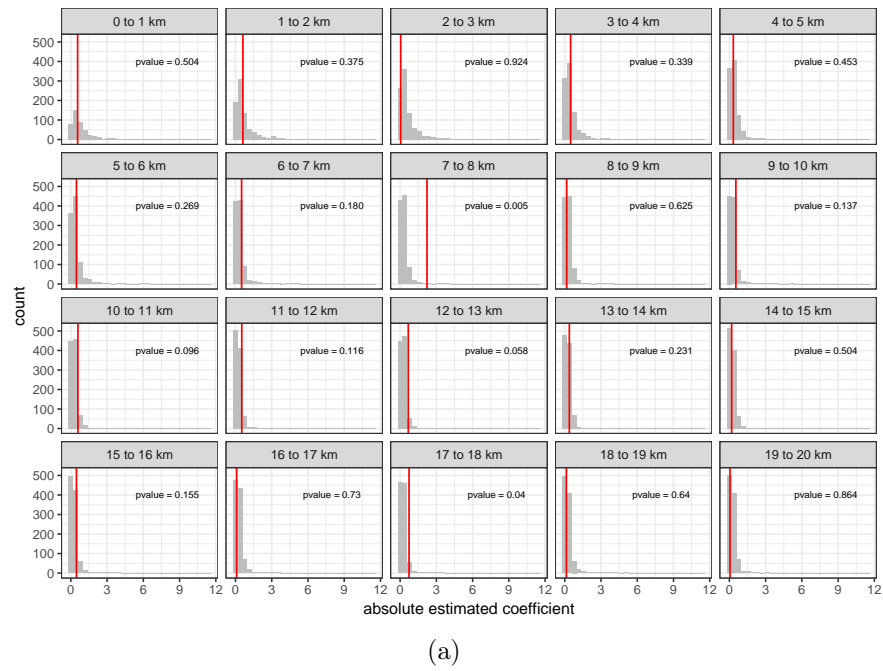 0 to 1 km 1 to 2 km 2 to 3 km 3 to 4 km 4 to 5 km
500
400
300
200
100
0
pvalue = 0.504 pvalue = 0.375 pvalue = 0.924 pvalue = 0.339 pvalue = 0.453
5 to 6 km 6 to 7 km 7 to 8 km 8 to 9 km 9 to 10 km
500
400
300
200
100
0
pvalue = 0.269 pvalue = 0.180 pvalue = 0.005 pvalue = 0.625 pvalue = 0.137
count
10 to 11 km 11 to 12 km 12 to 13 km 13 to 14 km 14 to 15 km
500
400
300
200
100
0
pvalue = 0.096 pvalue = 0.116 pvalue = 0.058 pvalue = 0.231 pvalue = 0.504
15 to 16 km 16 to 17 km 17 to 18 km 18 to 19 km 19 to 20 km
500
400
300
200
100
0
pvalue = 0.155 pvalue = 0.73 pvalue = 0.04 pvalue = 0.64 pvalue = 0.864
0 3 6 9 12 0 3 6 9 12 0 3 6 9 12 0 3 6 9 12 0 3 6 9 12
absolute estimated coefficient
(a)